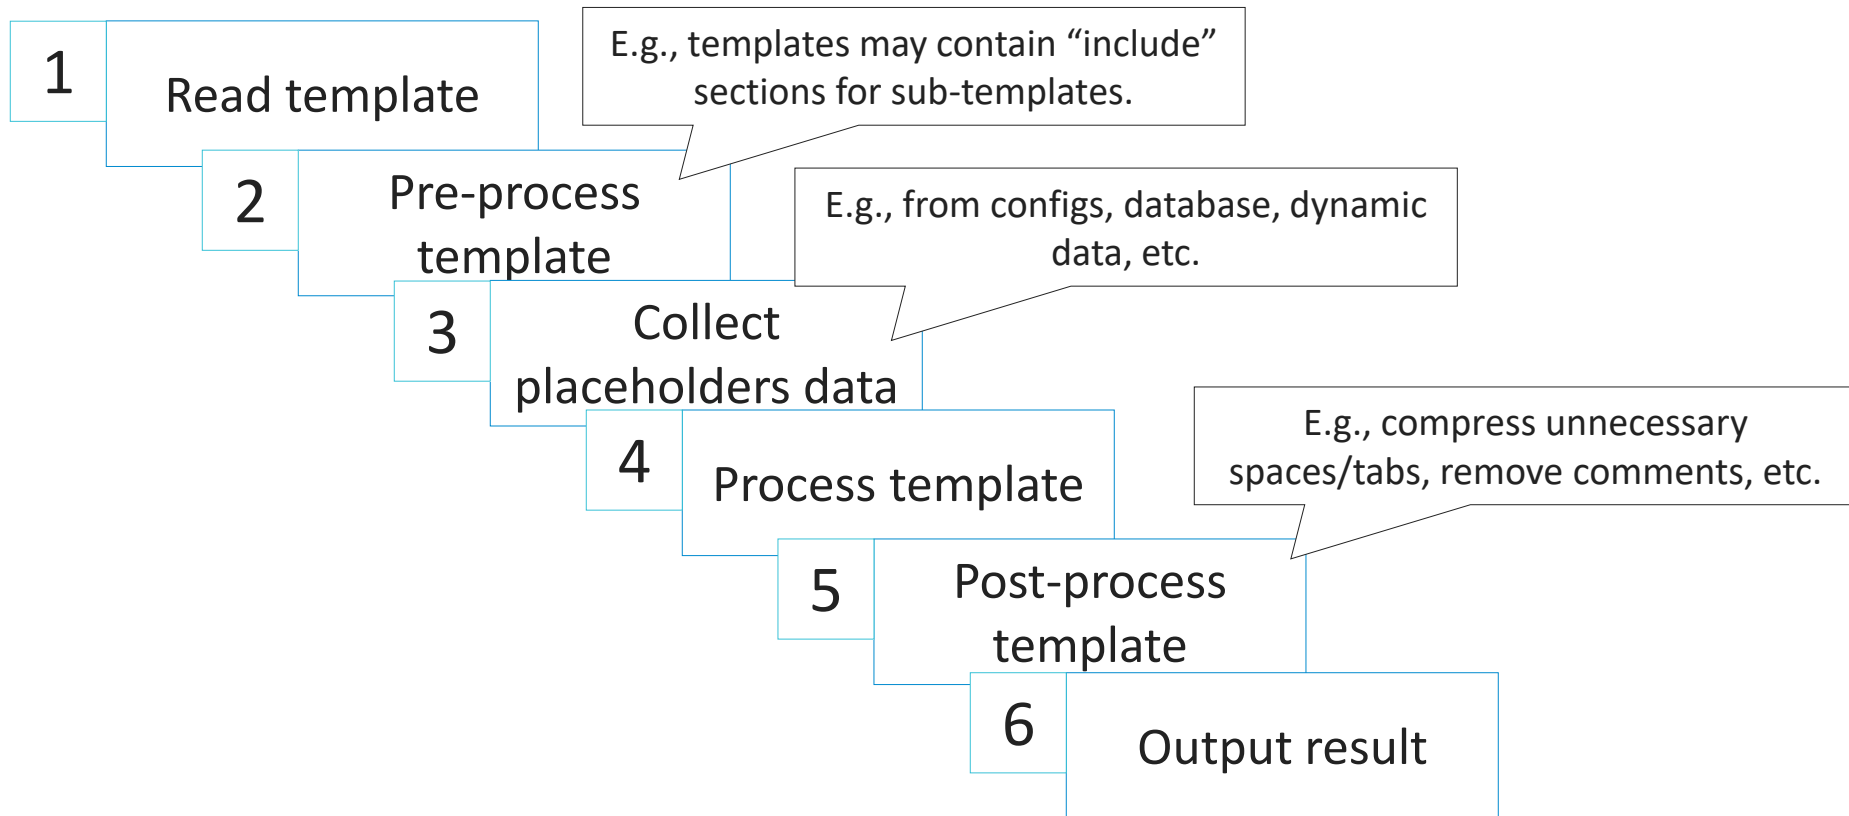 1
Read template
E.g., templates may contain “include”
sections for sub-templates.
2
Pre-process
template
E.g., from configs, database, dynamic
data, etc.
3
Collect
placeholders data
4
Process template
E.g., compress unnecessary
spaces/tabs, remove comments, etc.
5
Post-process
template
6
Output result